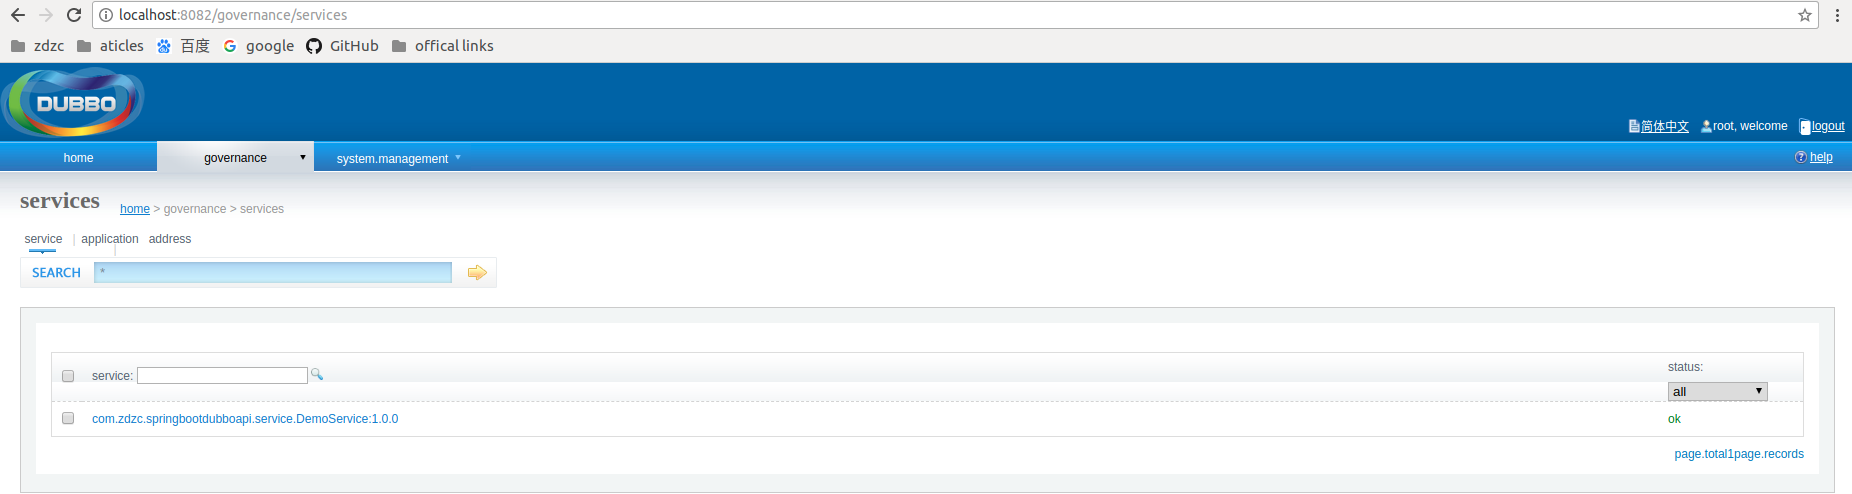 localhost:8082/governance/services
zdzc aticles 百度 google GitHub offical links
DUBBO
简体中文 root, welcome logout
home governance system.management help
services home > governance > services
service | application address
SEARCH *
service: status:
all
com.zdzc.springbootdubboapi.service.DemoService:1.0.0 ok
page.total1page.records